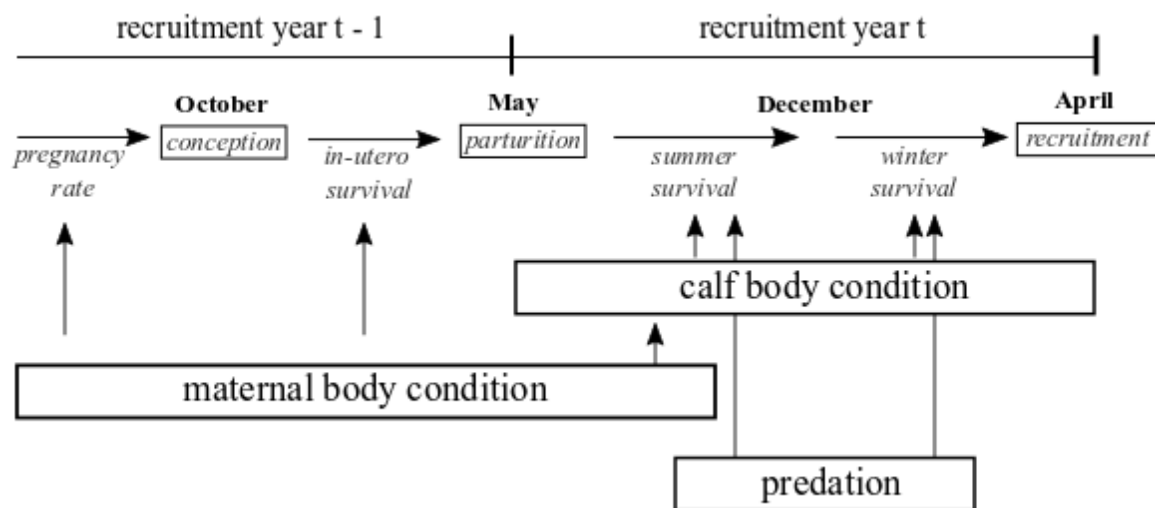 recruitment year t - 1
recruitment year t
October
May
December
April
conception
parturition
recruitment
pregnancy
rate
in-utero
survival
summer
survival
winter
survival
calf body condition
maternal body condition
predation